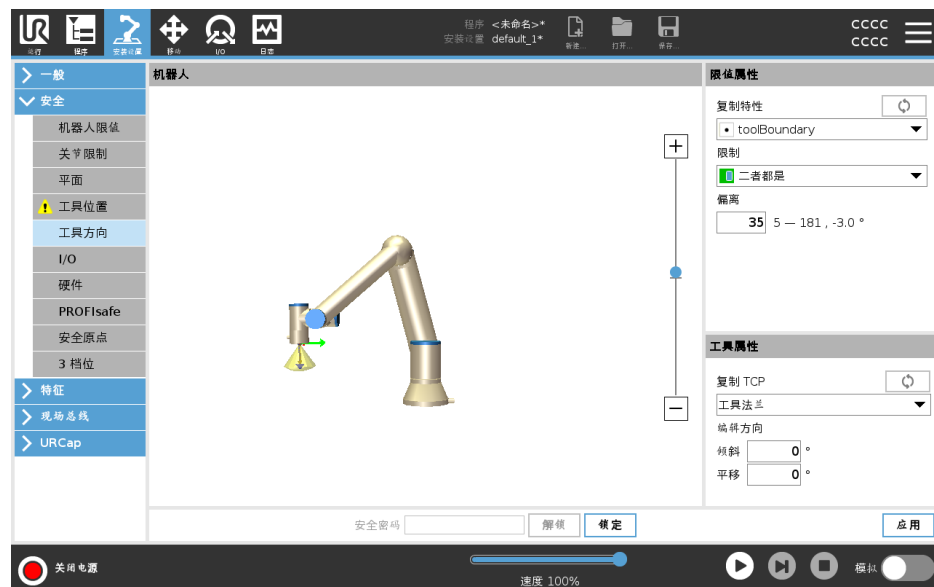 UR
运行
程序
安装设置
移动
I/O
日志
程序 <未命名>*
安装设置 default_1*
新建...
打开...
保存...
cccc
cccc
一般
安全
机器人限值
关节限制
平面
工具位置
工具方向
I/O
硬件
PROFIsafe
安全原点
3 档位
特征
现场总线
URCap
机器人
限值属性
复制特性
toolBoundary
限制
二者都是
偏离
35 5 — 181 , -3.0 °
工具属性
复制 TCP
工具法兰
编辑方向
倾斜 0 °
平移 0 °
安全密码 解锁 锁定 应用
关闭电源
速度 100%
模拟